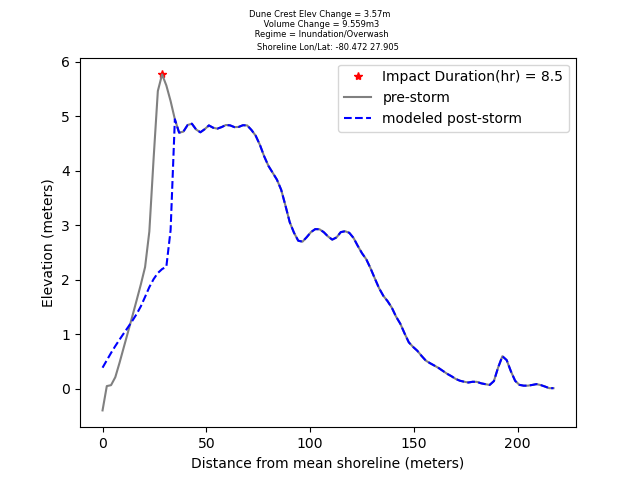 Dune Crest Elev Change = 3.57m
Volume Change = 9.559m3
Regime = Inundation/Overwash
Shoreline Lon/Lat: -80.472 27.905
Impact Duration(hr) = 8.5
pre-storm
modeled post-storm
Elevation (meters)
6
5
4
3
2
1
0
0 50 100 150 200
Distance from mean shoreline (meters)